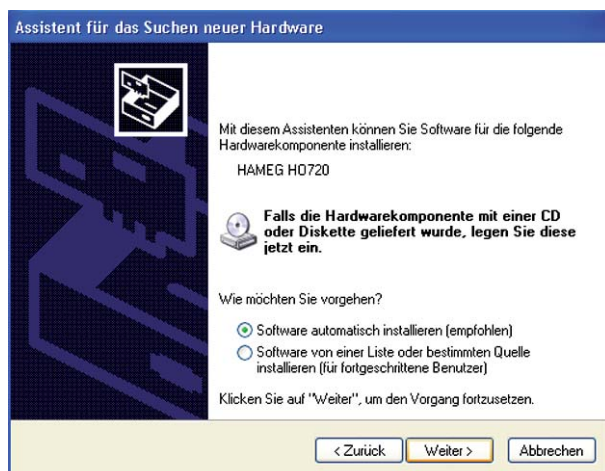 Assistent für das Suchen neuer Hardware
Mit diesem Assistenten können Sie Software für die folgende
Hardwarekomponente installieren:
HAMEG HO720
Falls die Hardwarekomponente mit einer CD
oder Diskette geliefert wurde, legen Sie diese
jetzt ein.
Wie möchten Sie vorgehen?
Software automatisch installieren (empfohlen)
Software von einer Liste oder bestimmten Quelle
installieren (für fortgeschrittene Benutzer)
Klicken Sie auf "Weiter", um den Vorgang fortzusetzen.
< Zurück Weiter > Abbrechen